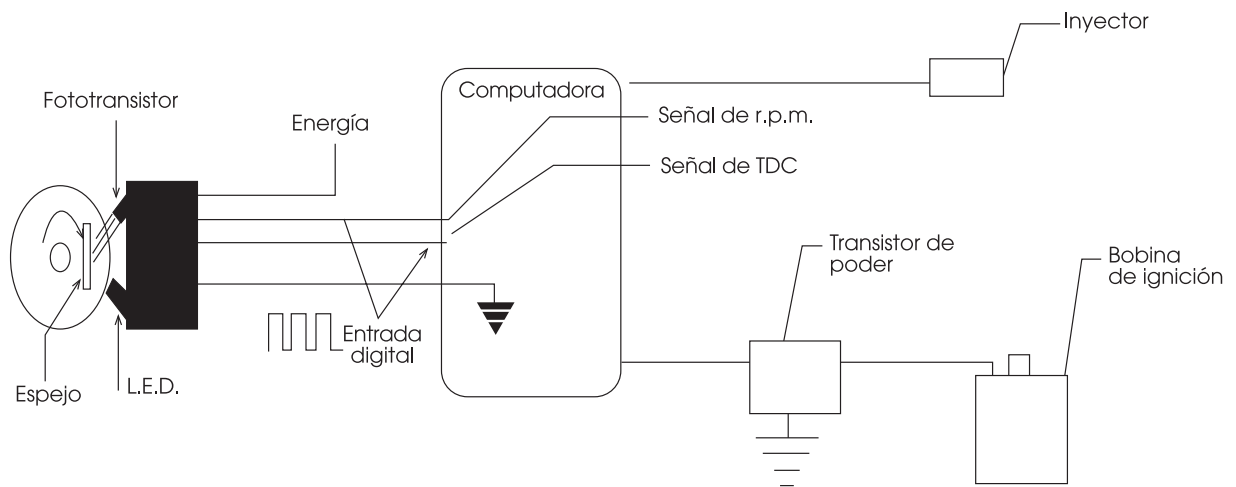 Inyector
Computadora
Fototransistor
Señal de r.p.m.
Energía
Señal de TDC
Transistor de
poder
Bobina
de ignición
Entrada
digital
Espejo
L.E.D.